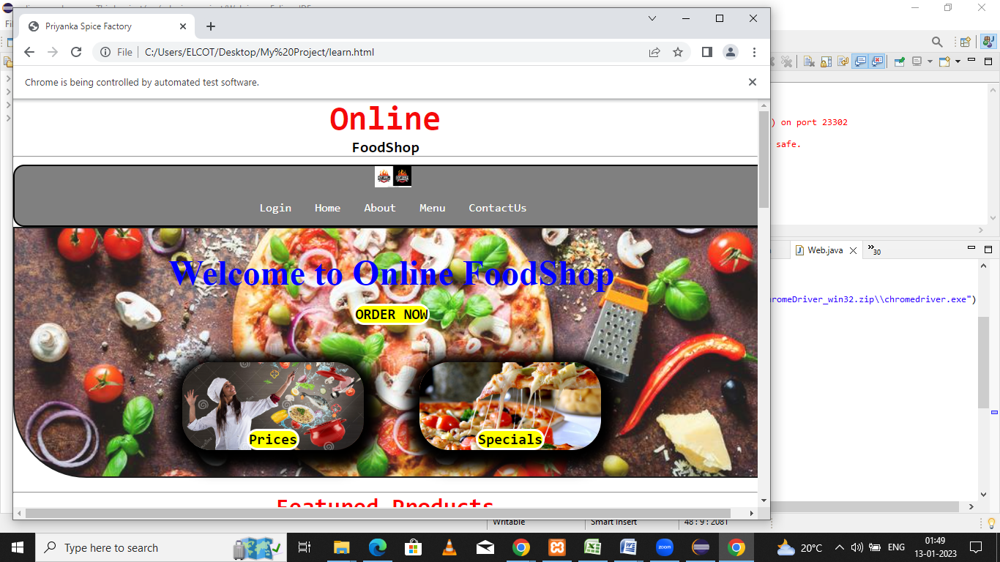 Priyanka Spice Factory
File
C:/Users/ELCOT/Desktop/My%20Project/learn.html
Chrome is being controlled by automated test software.
) on port 23302
safe.
Online
FoodShop
Login Home About Menu ContactUs
Welcome to Online FoodShop
ORDER NOW
Prices
Specials
Featured Products
Web.java
30
romeDriver_win32.zip\\chromedriver.exe")
Writable
Smart Insert
48 : 9 : 2081
Type here to search
zoom
20°C
ENG
01:49
13-01-2023